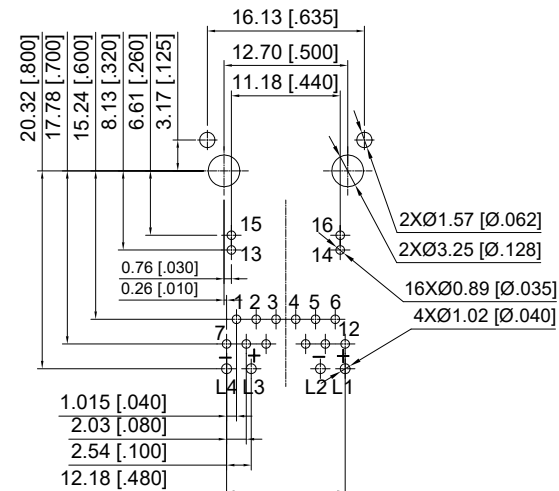 16.13 [.635]
12.70 [.500]
11.18 [.440]
20.32 [.800]
17.78 [.700]
15.24 [.600]
8.13 [.320]
6.61 [.260]
3.17 [.125]
2XØ1.57 [Ø.062]
15 16
2XØ3.25 [Ø.128]
13 14
0.76 [.030]
16XØ0.89 [Ø.035]
0.26 [.010]
1 2 3 4 5 6
4XØ1.02 [Ø.040]
7 12
- + - +
L4 L3 L2 L1
1.015 [.040]
2.03 [.080]
2.54 [.100]
12.18 [.480]